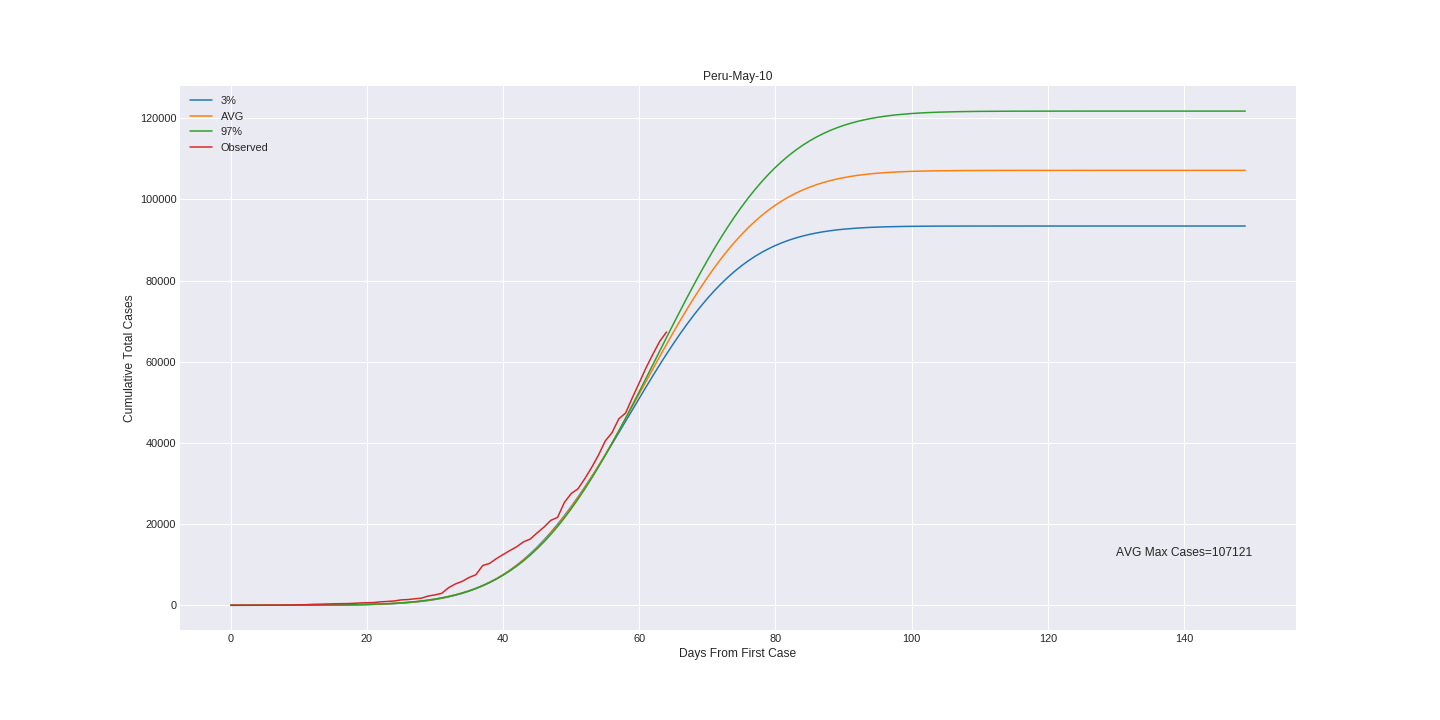 Peru-May-10
3%
AVG
97%
Observed
120000
100000
80000
60000
40000
20000
0
Cumulative Total Cases
AVG Max Cases=107121
0 20 40 60 80 100 120 140
Days From First Case